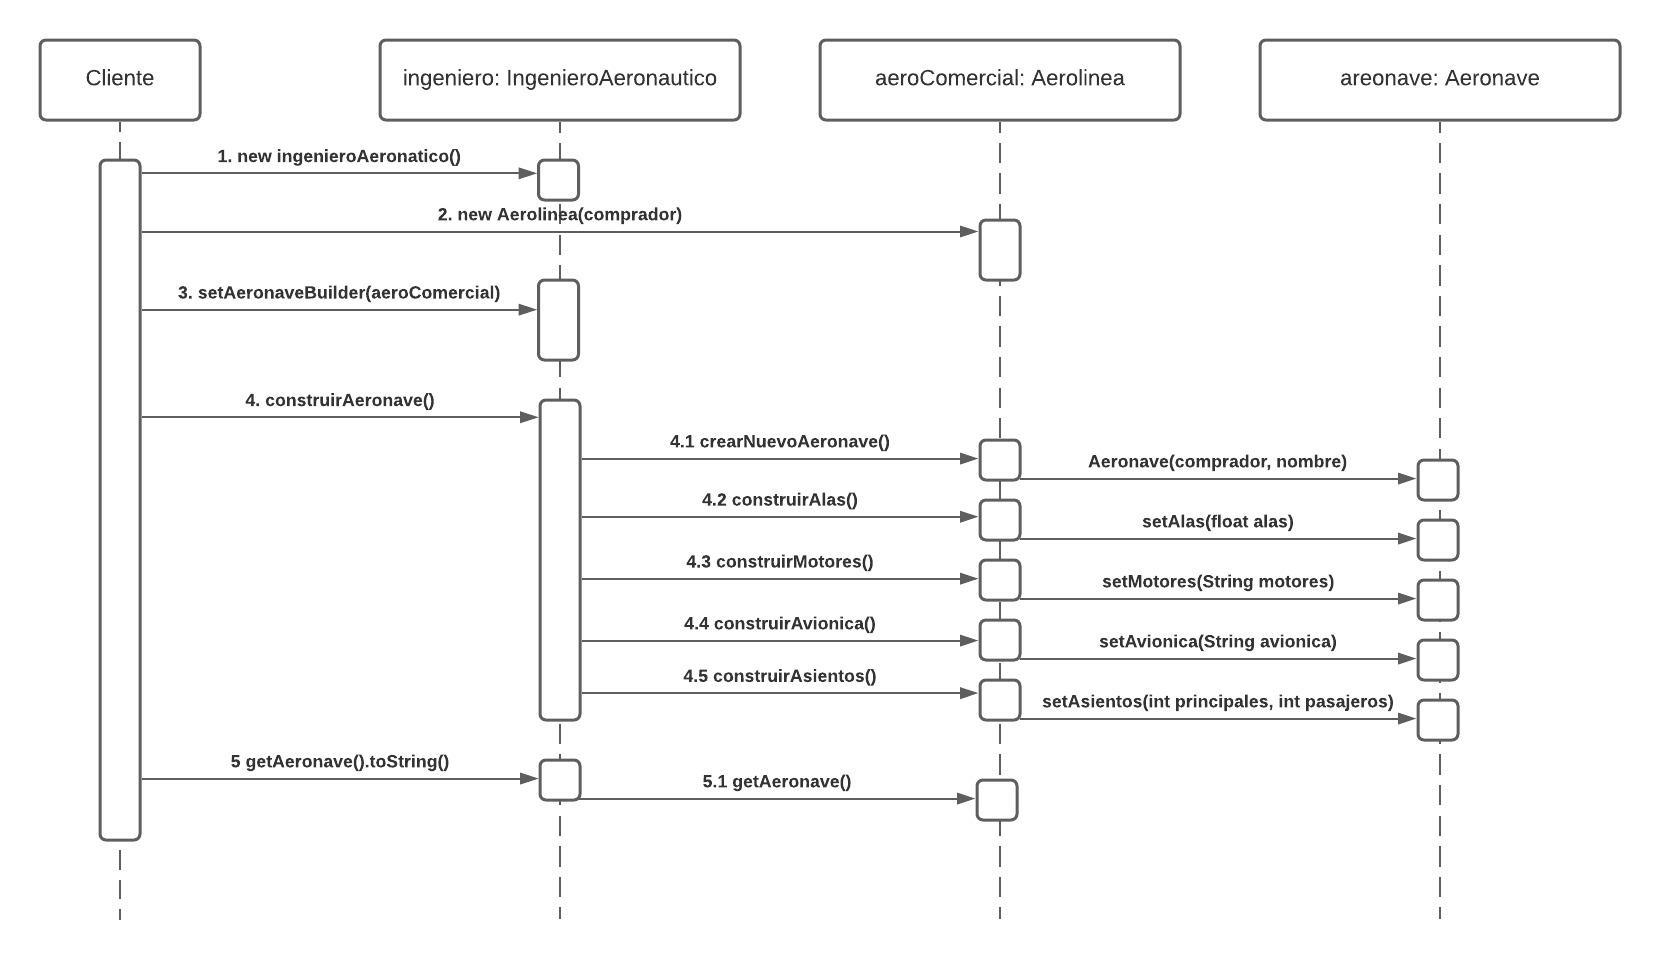 Cliente
ingeniero: IngenieroAeronautico
aeroComercial: Aerolinea
areonave: Aeronave
1. new ingenieroAeronatico()
2. new Aerolinea(comprador)
3. setAeronaveBuilder(aeroComercial)
4. construirAeronave()
4.1 crearNuevoAeronave()
Aeronave(comprador, nombre)
4.2 construirAlas()
setAlas(float alas)
4.3 construirMotores()
setMotores(String motores)
4.4 construirAvionica()
setAvionica(String avionica)
4.5 construirAsientos()
setAsientos(int principales, int pasajeros)
5 getAeronave().toString()
5.1 getAeronave()